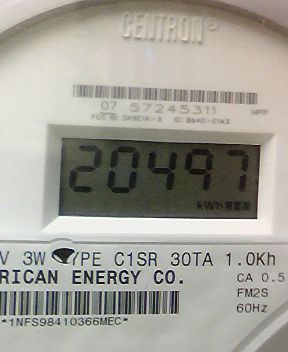 CENTRON®
07 57245311
20497
kWh
V 3W TYPE C1SR 30TA 1.0Kh
RICAN ENERGY CO. CA 0.5
FM2S
60Hz
*1NFS98410366MEC*